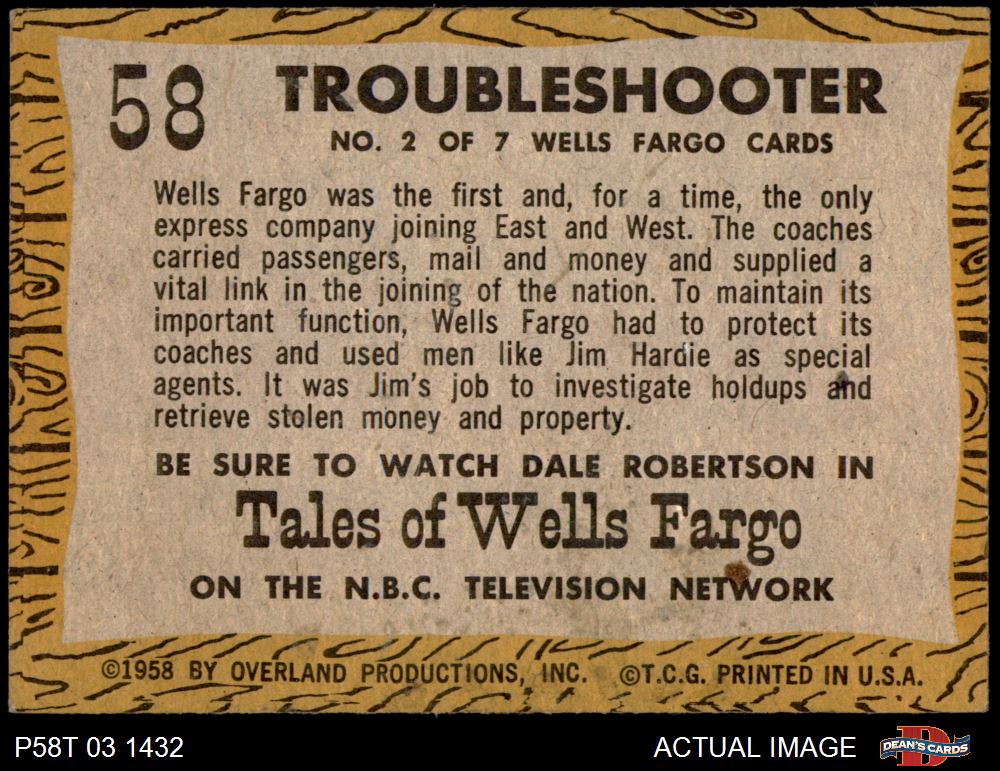 58 TROUBLESHOOTER
NO. 2 OF 7 WELLS FARGO CARDS
Wells Fargo was the first and, for a time, the only
express company joining East and West. The coaches
carried passengers, mail and money and supplied a
vital link in the joining of the nation. To maintain its
important function, Wells Fargo had to protect its
coaches and used men like Jim Hardie as special
agents. It was Jim's job to investigate holdups and
retrieve stolen money and property.
BE SURE TO WATCH DALE ROBERTSON IN
Tales of Wells Fargo
ON THE N.B.C. TELEVISION NETWORK
©1958 BY OVERLAND PRODUCTIONS, INC. ©T.C.G. PRINTED IN U.S.A.
P58T 03 1432 ACTUAL IMAGE DEAN'S CARDS